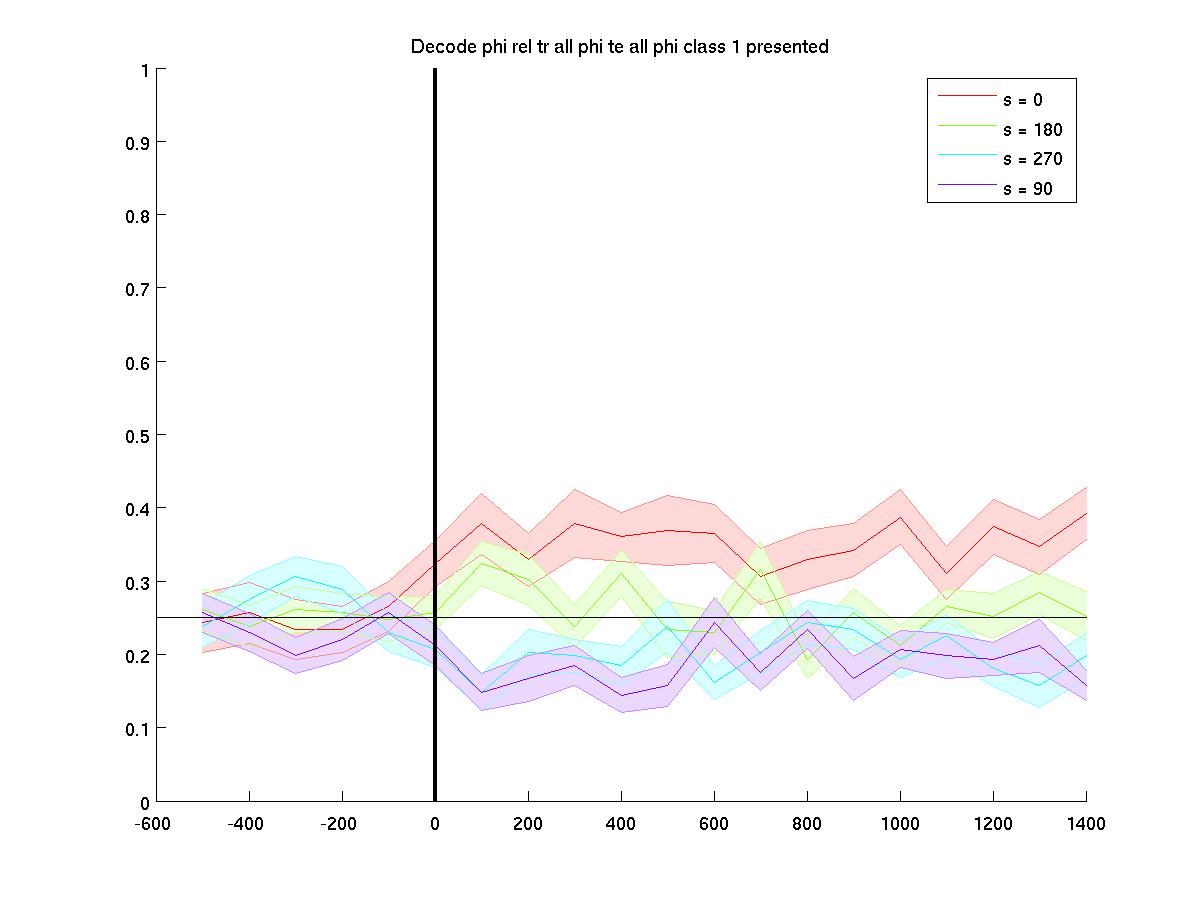 Decode phi rel tr all phi te all phi class 1 presented
1
0.9
0.8
0.7
0.6
0.5
0.4
0.3
0.2
0.1
0
-600 -400 -200 0 200 400 600 800 1000 1200 1400
s = 0
s = 180
s = 270
s = 90